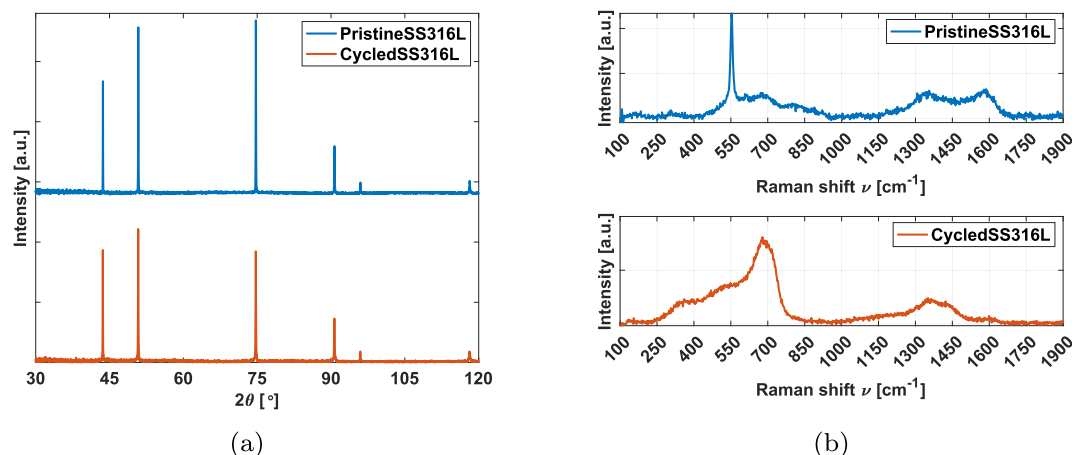 PristineSS316L
CycledSS316L
Intensity [a.u.]
30 45 60 75 90 105 120
2θ [°]
(a)
PristineSS316L
Intensity [a.u.]
100 250 400 550 700 850 1000 1150 1300 1450 1600 1750 1900
Raman shift ν [cm⁻¹]
CycledSS316L
Intensity [a.u.]
100 250 400 550 700 850 1000 1150 1300 1450 1600 1750 1900
Raman shift ν [cm⁻¹]
(b)